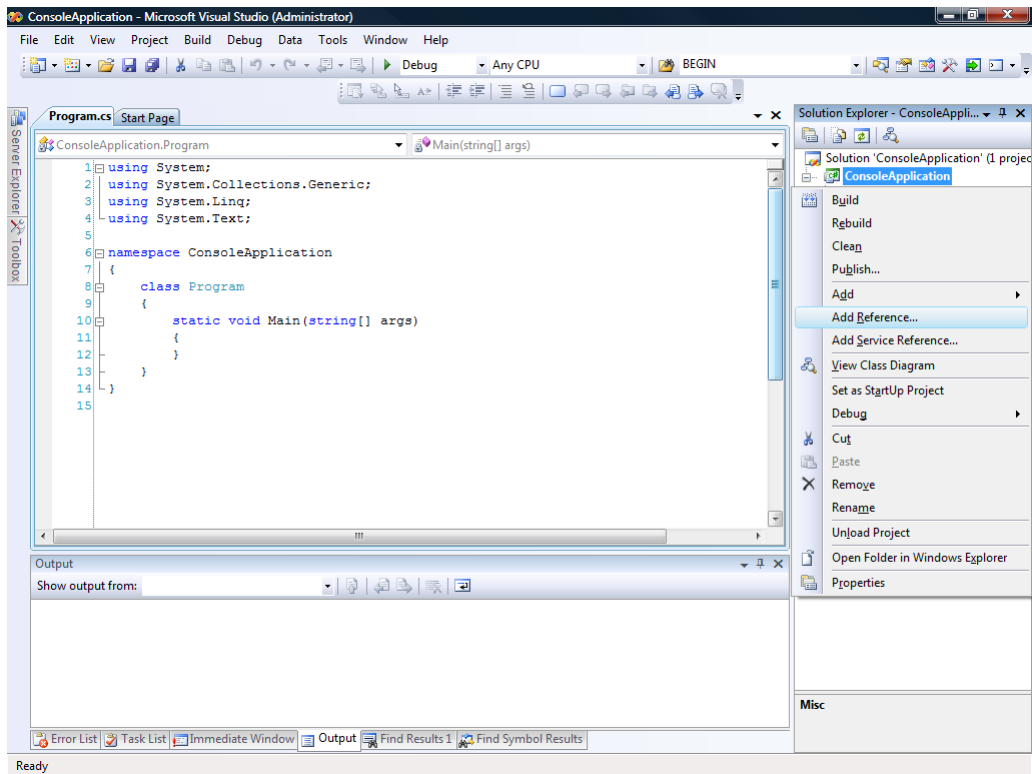 ConsoleApplication - Microsoft Visual Studio (Administrator)
File Edit View Project Build Debug Data Tools Window Help
Debug Any CPU BEGIN
Server Explorer
Toolbox
Program.cs Start Page
ConsoleApplication.Program Main(string[] args)
1 using System;
2 using System.Collections.Generic;
3 using System.Linq;
4 using System.Text;
5
6 namespace ConsoleApplication
7 {
8 class Program
9 {
10 static void Main(string[] args)
11 {
12 }
13 }
14 }
15
Output
Show output from:
Error List Task List Immediate Window Output Find Results 1 Find Symbol Results
Ready
Solution Explorer - ConsoleAppli...
Solution 'ConsoleApplication' (1 projec
ConsoleApplication
Build
Rebuild
Clean
Publish...
Add
Add Reference...
Add Service Reference...
View Class Diagram
Set as StartUp Project
Debug
Cut
Paste
Remove
Rename
Unload Project
Open Folder in Windows Explorer
Properties
Misc